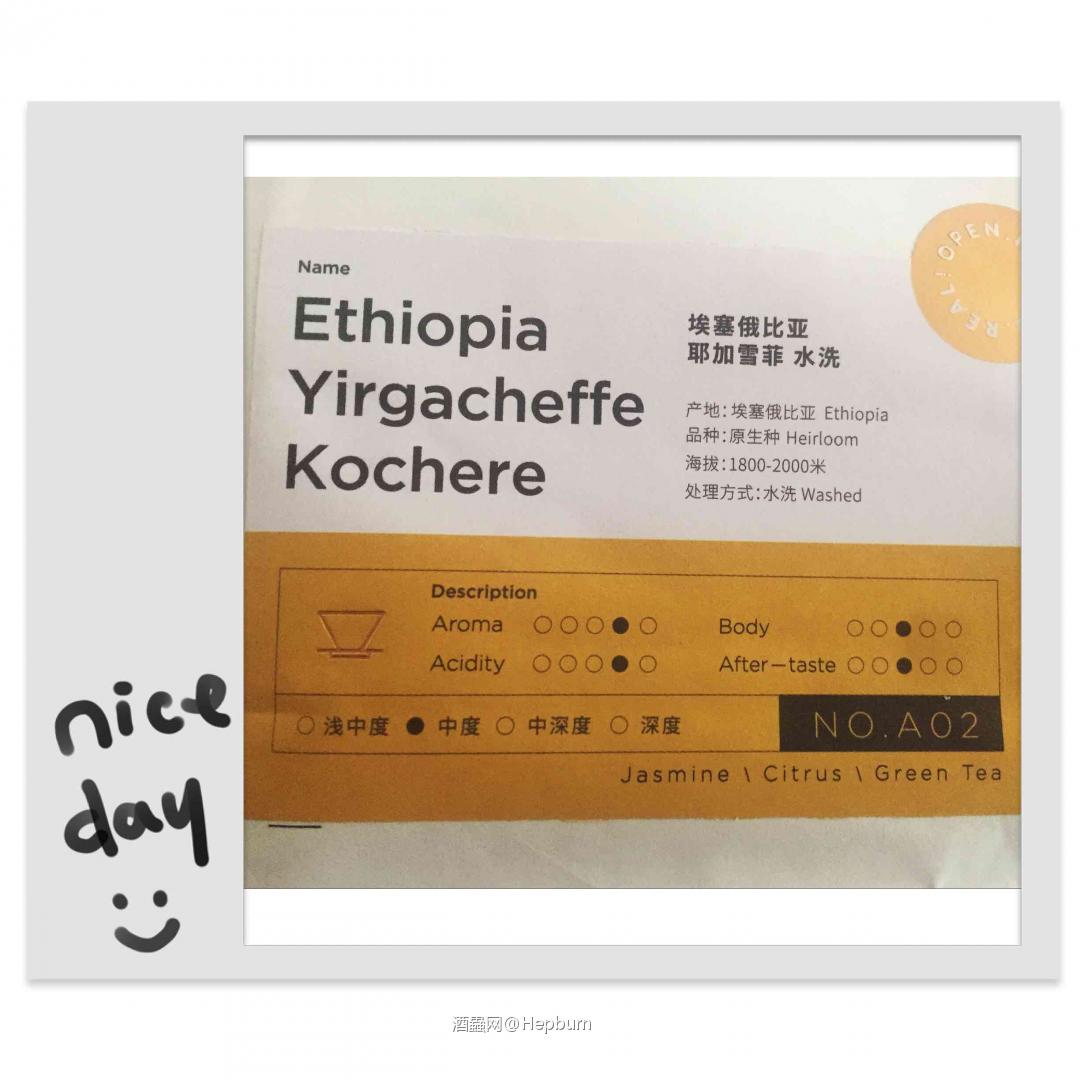 Name
Ethiopia
Yirgacheffe
Kochere
埃塞俄比亚
耶加雪菲 水洗
产地：埃塞俄比亚 Ethiopia
品种：原生种 Heirloom
海拔：1800-2000米
处理方式：水洗 Washed
REAL! OPEN.
Description
Aroma ○○○●○ Body ○○●○○
Acidity ○○○●○ After—taste ○○●○○
○ 浅中度 ● 中度 ○ 中深度 ○ 深度 NO.A02
Jasmine \ Citrus \ Green Tea
nice
day
酒蠹网@Hepburn